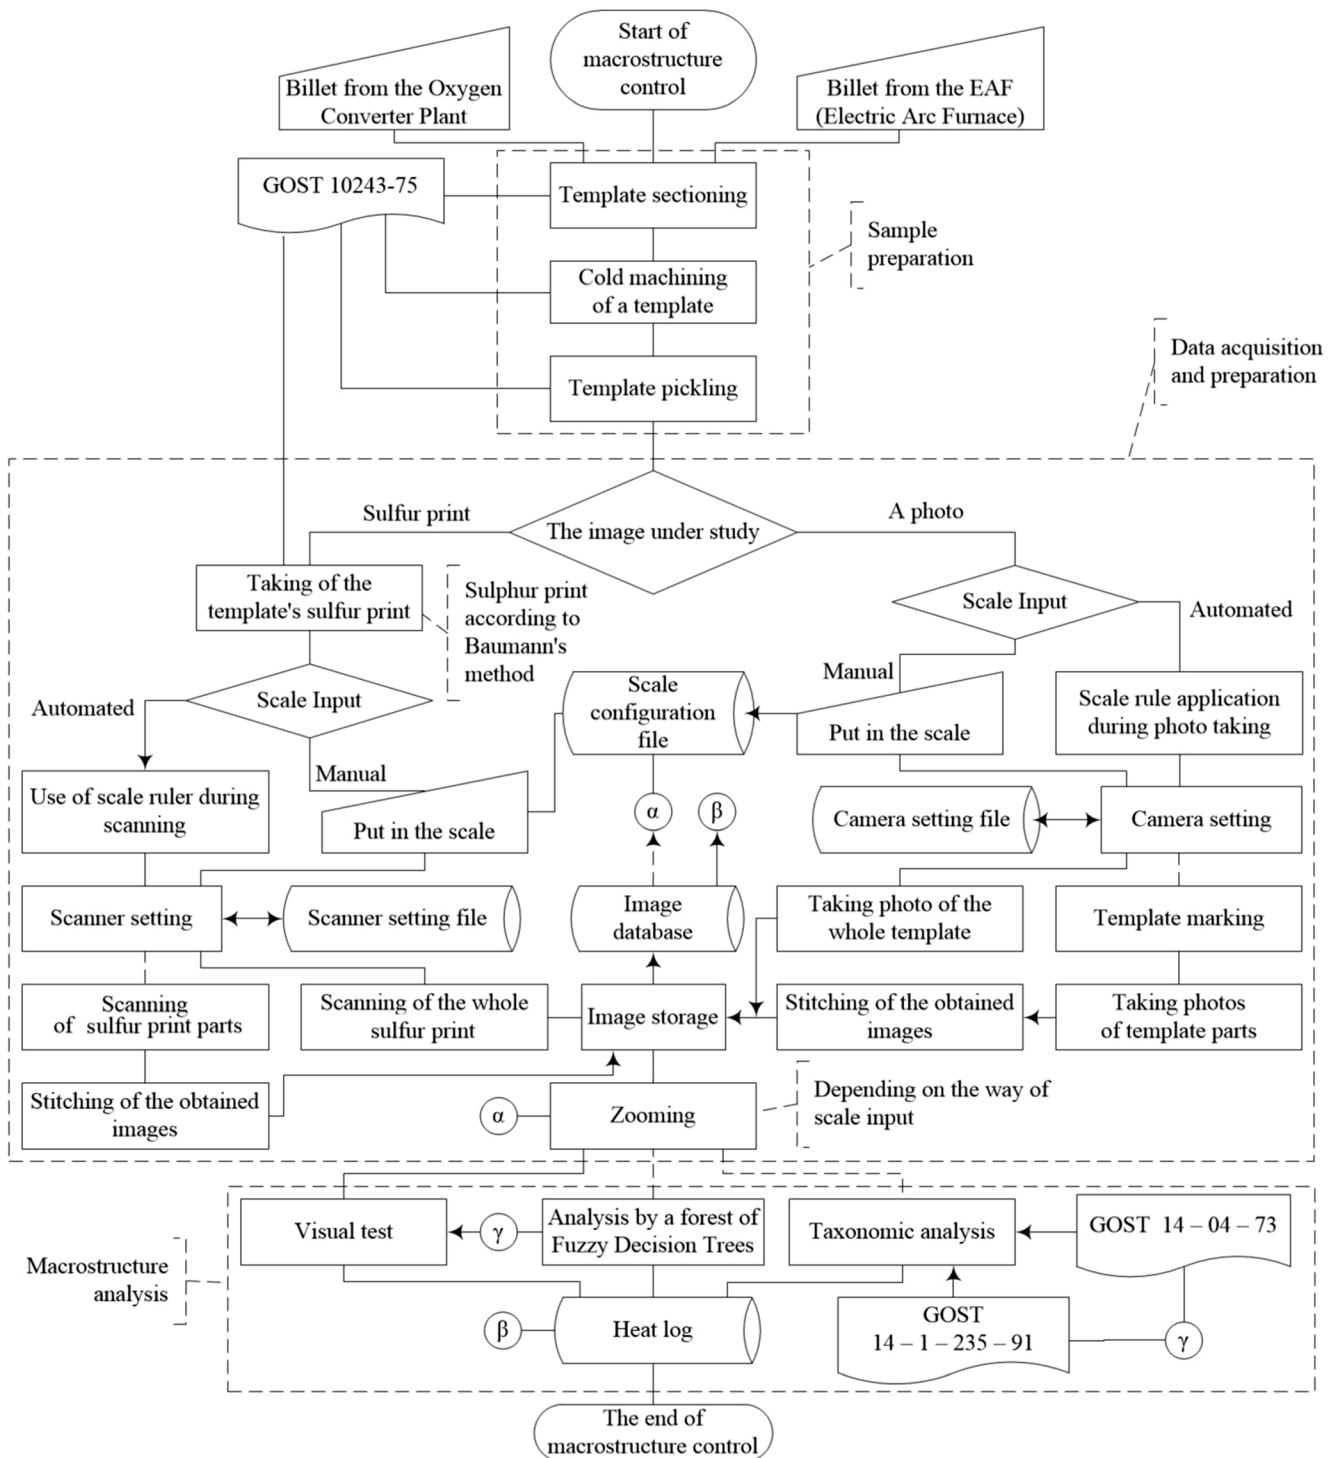 Start of
macrostructure
control
Billet from the Oxygen
Converter Plant
Billet from the EAF
(Electric Arc Furnace)
GOST 10243-75
Template sectioning
Sample
preparation
Cold machining
of a template
Template pickling
Data acquisition
and preparation
Sulfur print
The image under study
A photo
Taking of the
template's sulfur print
Sulphur print
according to
Baumann's
method
Scale Input
Automated
Scale Input
Automated
Manual
Manual
Scale
configuration
file
Put in the scale
Scale rule application
during photo taking
Use of scale ruler during
scanning
Put in the scale
α
β
Camera setting file
Camera setting
Scanner setting
Scanner setting file
Image
database
Taking photo of the
whole template
Template marking
Scanning
of sulfur print parts
Scanning of the whole
sulfur print
Image storage
Stitching of the obtained
images
Taking photos
of template parts
Stitching of the obtained
images
α
Zooming
Depending on the way of
scale input
Visual test
γ
Analysis by a forest of
Fuzzy Decision Trees
Taxonomic analysis
GOST 14 – 04 – 73
Macrostructure
analysis
β
Heat log
GOST
14 – 1 – 235 – 91
γ
The end of
macrostructure control